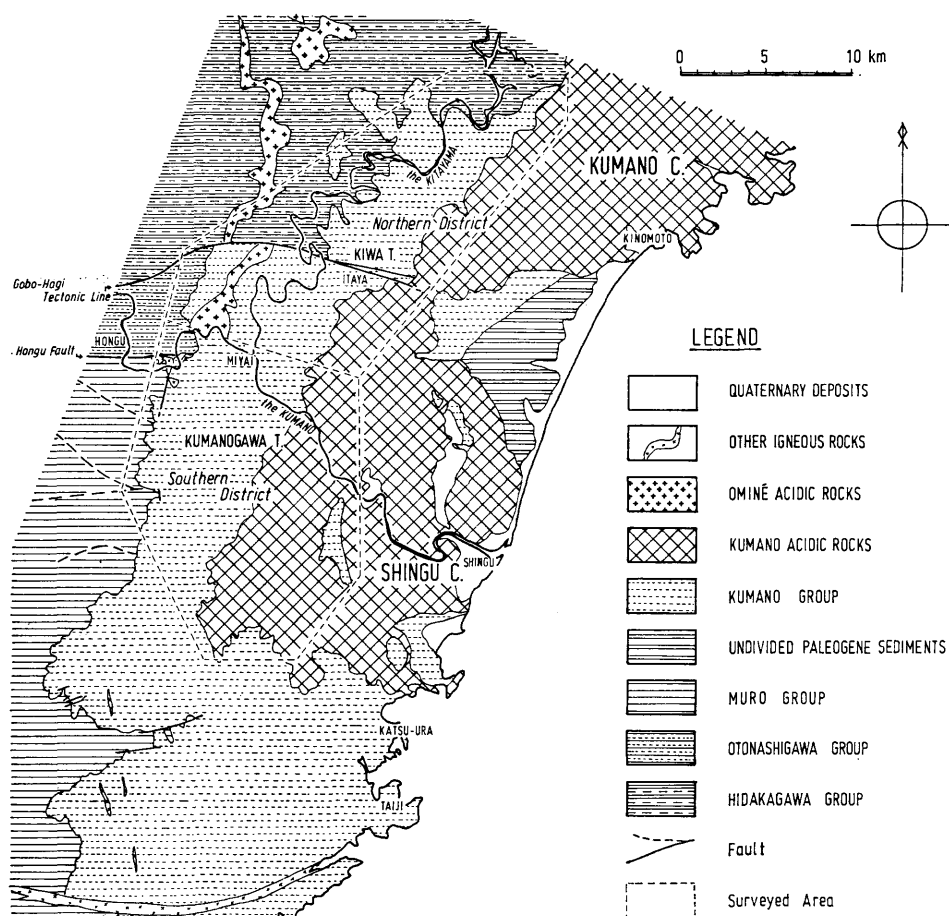 0 5 10 km
KUMANO C.
the KITAYAMA
Northern District
KINOMOTO
KIWA T.
ITAYA
Gobo-Hagi
Tectonic Line
HONGU
Hongu Fault
MIYAI
the KUMANO
KUMANOGAWA T.
Southern
District
SHINGU C.
SHINGU
KATSU-URA
TAIJI
LEGEND
QUATERNARY DEPOSITS
OTHER IGNEOUS ROCKS
OMINÉ ACIDIC ROCKS
KUMANO ACIDIC ROCKS
KUMANO GROUP
UNDIVIDED PALEOGENE SEDIMENTS
MURO GROUP
OTONASHIGAWA GROUP
HIDAKAGAWA GROUP
Fault
Surveyed Area